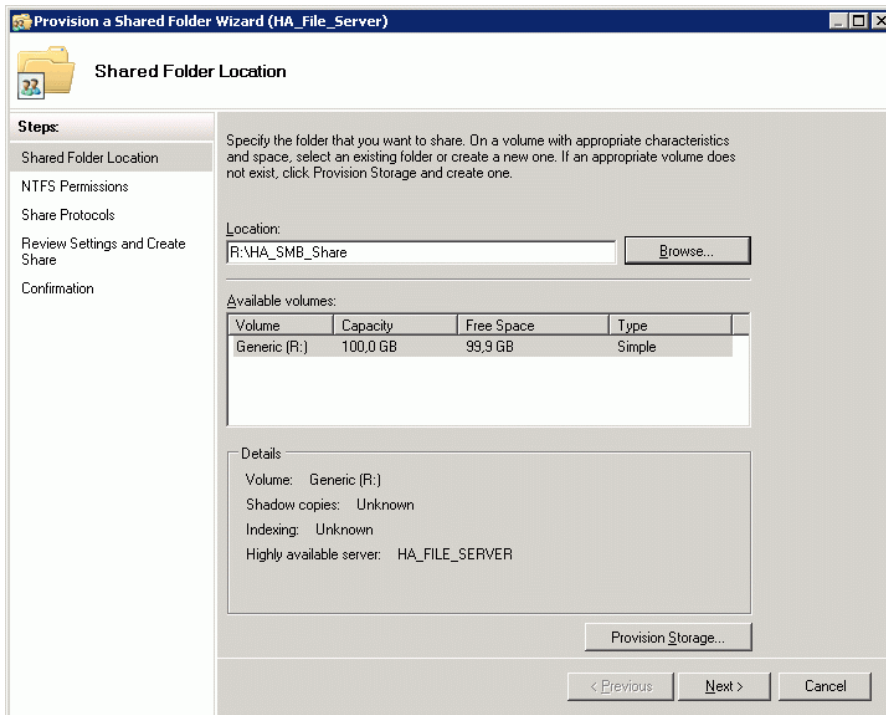 Provision a Shared Folder Wizard (HA_File_Server)
Shared Folder Location
Steps:
Shared Folder Location
NTFS Permissions
Share Protocols
Review Settings and Create
Share
Confirmation
Specify the folder that you want to share. On a volume with appropriate characteristics
and space, select an existing folder or create a new one. If an appropriate volume does
not exist, click Provision Storage and create one.
Location:
R:\HA_SMB_Share
Browse...
Available volumes:
Volume Capacity Free Space Type
Generic (R:) 100,0 GB 99,9 GB Simple
Details
Volume: Generic (R:)
Shadow copies: Unknown
Indexing: Unknown
Highly available server: HA_FILE_SERVER
Provision Storage...
< Previous Next > Cancel